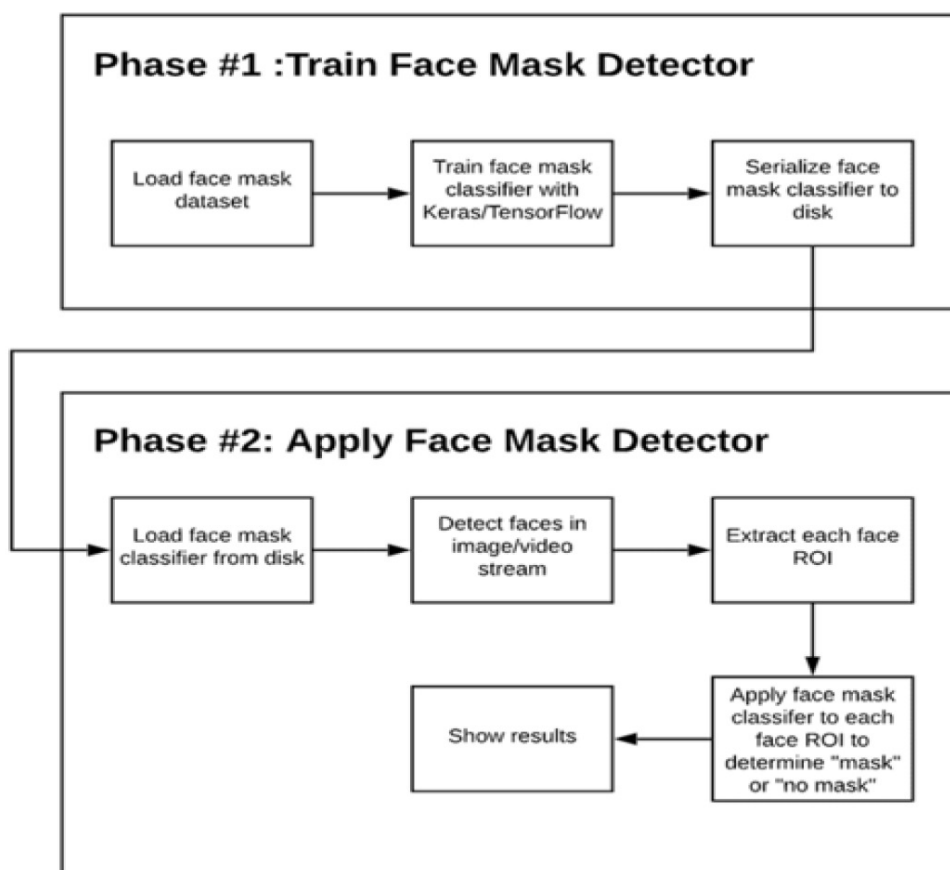 Phase #1 :Train Face Mask Detector
Load face mask
dataset
Train face mask
classifier with
Keras/TensorFlow
Serialize face
mask classifier to
disk
Phase #2: Apply Face Mask Detector
Load face mask
classifier from disk
Detect faces in
image/video
stream
Extract each face
ROI
Apply face mask
classifer to each
face ROI to
determine "mask"
or "no mask"
Show results